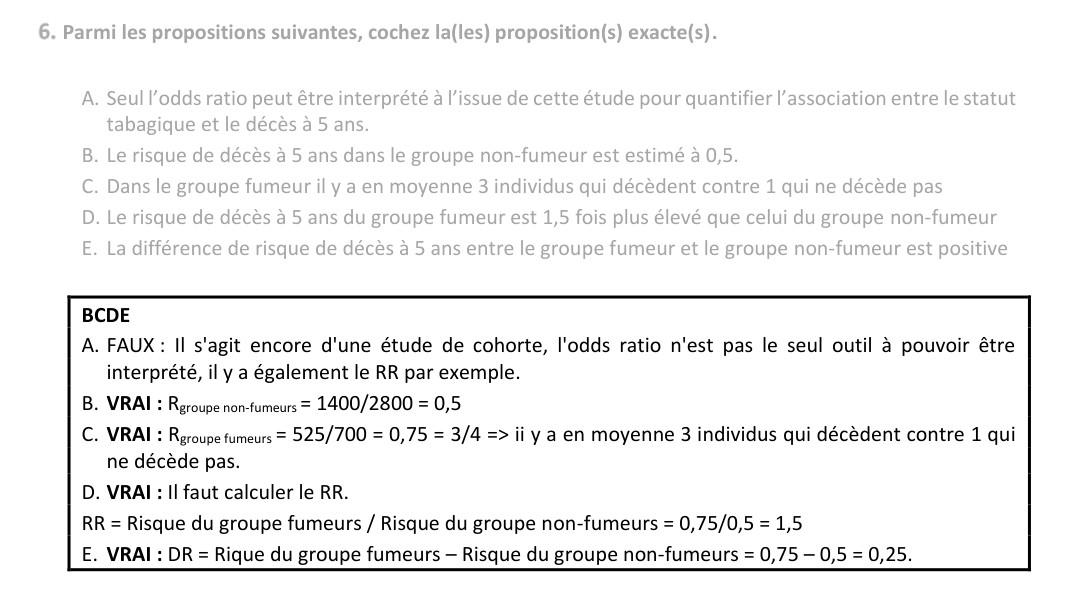 6. Parmi les propositions suivantes, cochez la(les) proposition(s) exacte(s).
A. Seul l’odds ratio peut être interprété à l’issue de cette étude pour quantifier l’association entre le statut
tabagique et le décès à 5 ans.
B. Le risque de décès à 5 ans dans le groupe non-fumeur est estimé à 0,5.
C. Dans le groupe fumeur il y a en moyenne 3 individus qui décèdent contre 1 qui ne décède pas
D. Le risque de décès à 5 ans du groupe fumeur est 1,5 fois plus élevé que celui du groupe non-fumeur
E. La différence de risque de décès à 5 ans entre le groupe fumeur et le groupe non-fumeur est positive
BCDE
A. FAUX : Il s'agit encore d'une étude de cohorte, l'odds ratio n'est pas le seul outil à pouvoir être
interprété, il y a également le RR par exemple.
B. VRAI : Rgroupe non-fumeurs = 1400/2800 = 0,5
C. VRAI : Rgroupe fumeurs = 525/700 = 0,75 = 3/4 => ii y a en moyenne 3 individus qui décèdent contre 1 qui
ne décède pas.
D. VRAI : Il faut calculer le RR.
RR = Risque du groupe fumeurs / Risque du groupe non-fumeurs = 0,75/0,5 = 1,5
E. VRAI : DR = Rique du groupe fumeurs – Risque du groupe non-fumeurs = 0,75 – 0,5 = 0,25.